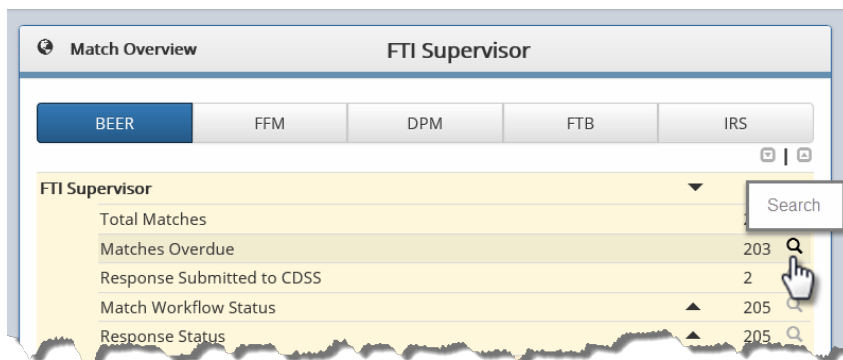 Match Overview FTI Supervisor
BEER FFM DPM FTB IRS
FTI Supervisor
Search
Total Matches
Matches Overdue 203
Response Submitted to CDSS 2
Match Workflow Status 205
Response Status 205